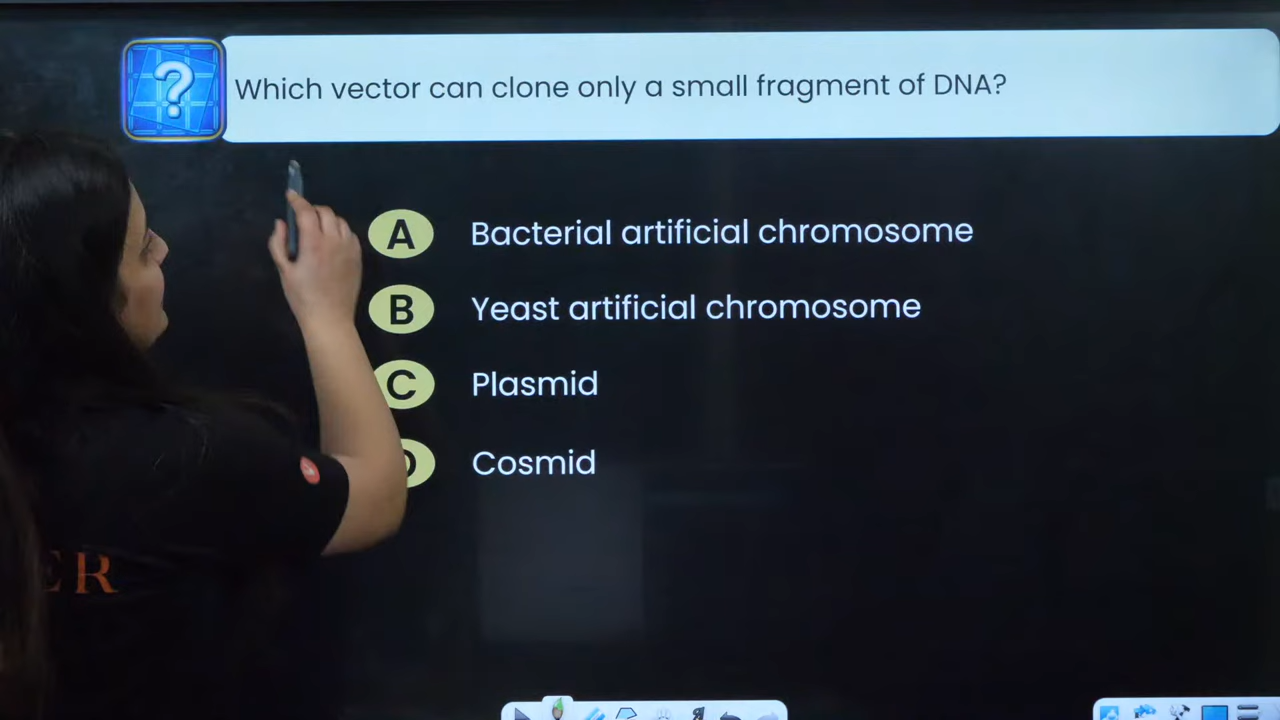 ?
Which vector can clone only a small fragment of DNA?
A Bacterial artificial chromosome
B Yeast artificial chromosome
C Plasmid
D Cosmid
ER